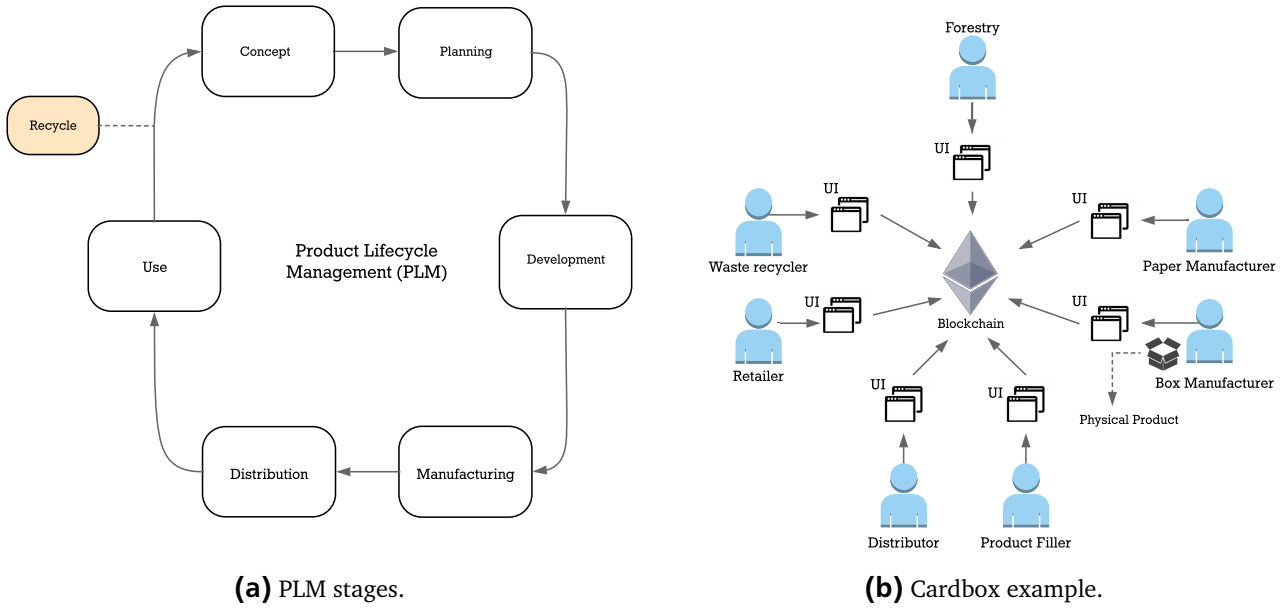 Concept
Planning
Recycle
Product Lifecycle
Management (PLM)
Development
Use
Distribution
Manufacturing
(a) PLM stages.
Forestry
UI
UI
Waste recycler
UI
Paper Manufacturer
UI
Retailer
Blockchain
UI
Box Manufacturer
Physical Product
UI
Distributor
UI
Product Filler
(b) Cardbox example.